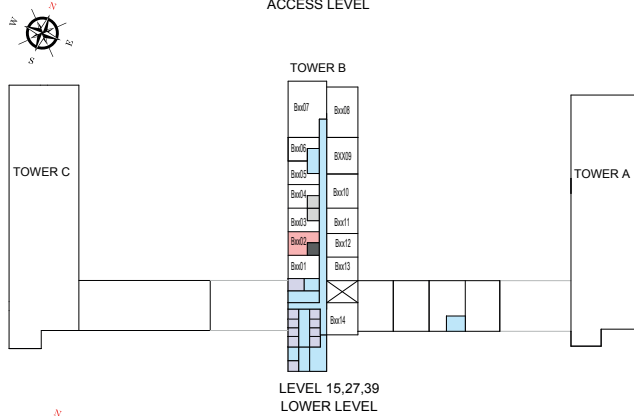 ACCESS LEVEL
N
W
E
S
TOWER B
Bxx07
Bxx08
Bxx06
BXX09
Bxx05
TOWER C
TOWER A
Bxx04
Bxx10
Bxx03
Bxx11
Bxx02
Bxx12
Bxx01
Bxx13
Bxx14
LEVEL 15,27,39
LOWER LEVEL
N